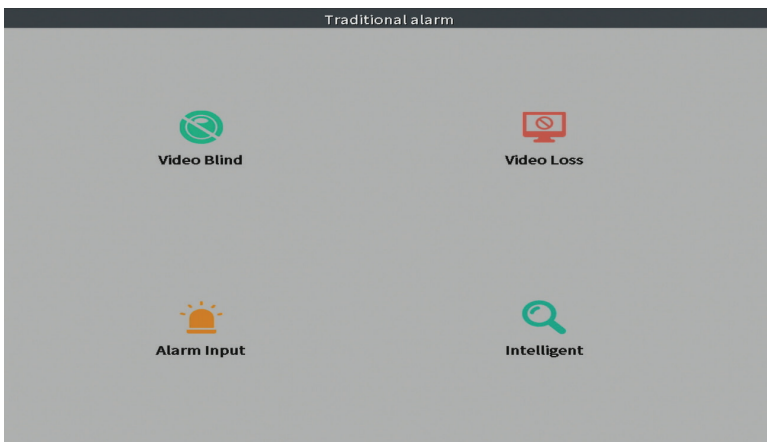 Traditional alarm
Video Blind
Video Loss
Alarm Input
Intelligent